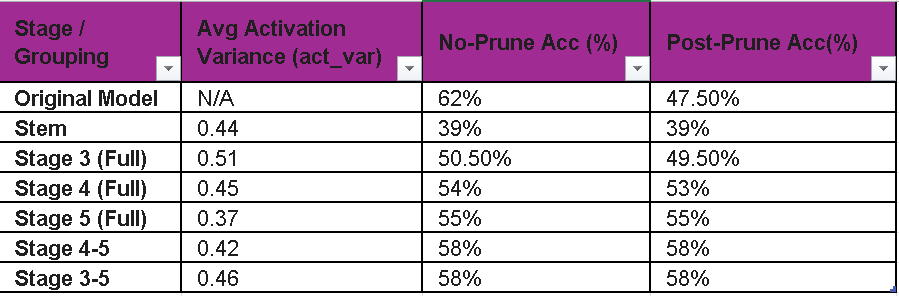 Stage / Grouping Avg Activation Variance (act_var) No-Prune Acc (%) Post-Prune Acc(%)
Original Model N/A 62% 47.50%
Stem 0.44 39% 39%
Stage 3 (Full) 0.51 50.50% 49.50%
Stage 4 (Full) 0.45 54% 53%
Stage 5 (Full) 0.37 55% 55%
Stage 4-5 0.42 58% 58%
Stage 3-5 0.46 58% 58%